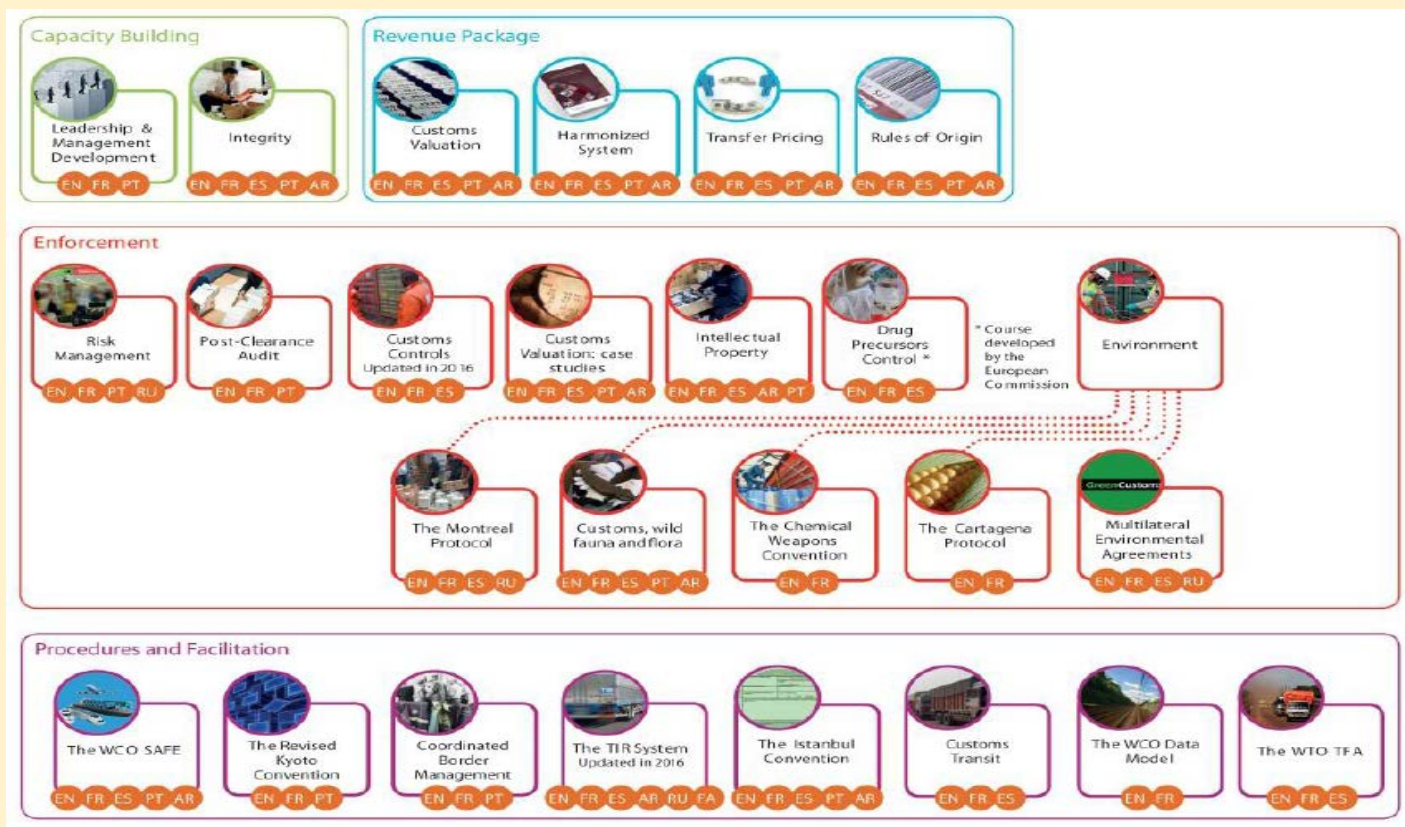 Capacity Building
Leadership &
Management
Development
EN FR PT
Integrity
EN FR ES PT AR
Revenue Package
Customs
Valuation
EN FR ES PT AR
Harmonized
System
EN FR ES PT AR
Transfer Pricing
EN FR ES PT AR
Rules of Origin
EN FR ES PT AR
Enforcement
Risk
Management
EN FR PT RU
Post-Clearance
Audit
EN FR PT
Customs
Controls
Updated in 2016
EN FR ES
Customs
Valuation: case
studies
EN FR ES PT AR
Intellectual
Property
EN FR ES AR PT
Drug
Precursors
Control *
EN FR ES
* Course
developed
by the
European
Commission
Environment
The Montreal
Protocol
EN FR ES RU
Customs, wild
fauna and flora
EN FR ES PT AR
The Chemical
Weapons
Convention
EN FR
The Cartagena
Protocol
EN FR
GreenCustoms
Multilateral
Environmental
Agreements
EN FR ES RU
Procedures and Facilitation
The WCO SAFE
EN FR ES PT AR
The Revised
Kyoto
Convention
EN FR PT
Coordinated
Border
Management
EN FR PT
The TIR System
Updated in 2016
EN FR ES AR RU FA
The Istanbul
Convention
EN FR ES PT AR
Customs
Transit
EN FR ES
The WCO Data
Model
EN FR
The WTO TFA
EN FR ES